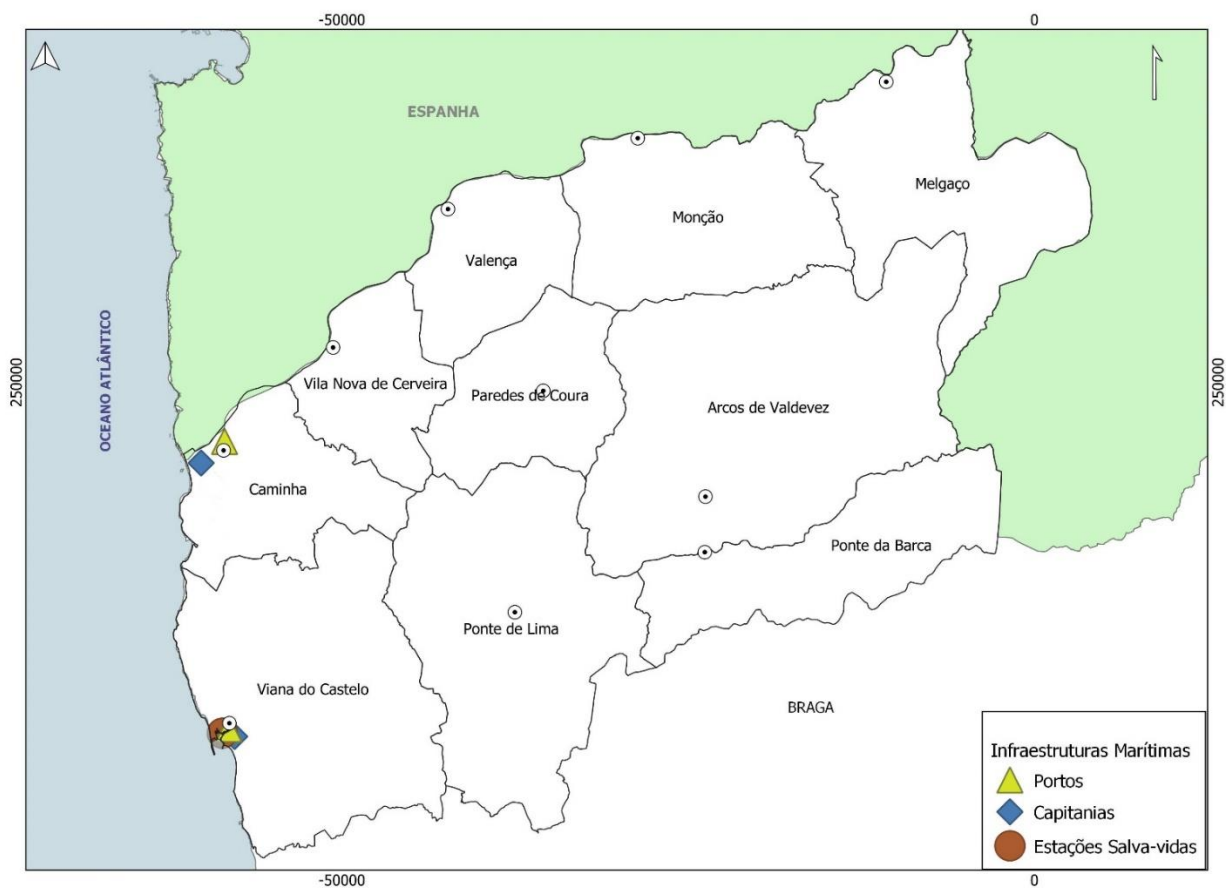 -50000
0
ESPANHA
Melgaço
Monção
Valença
OCEANO ATLÂNTICO
250000
250000
Vila Nova de Cerveira
Paredes de Coura
Arcos de Valdevez
Caminha
Ponte da Barca
Ponte de Lima
Viana do Castelo
BRAGA
Infraestruturas Marítimas
Portos
Capitanias
Estações Salva-vidas
-50000
0